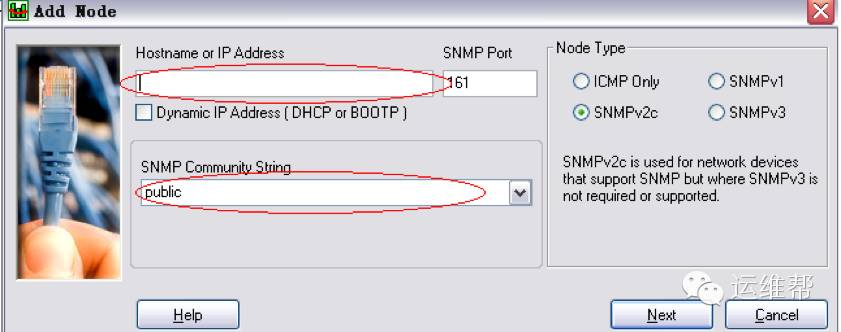 Add Node
Hostname or IP Address
SNMP Port
161
Dynamic IP Address ( DHCP or BOOTP )
SNMP Community String
public
Node Type
ICMP Only
SNMPv1
SNMPv2c
SNMPv3
SNMPv2c is used for network devices
that support SNMP but where SNMPv3 is
not required or supported.
运维帮
Help
Next
Cancel